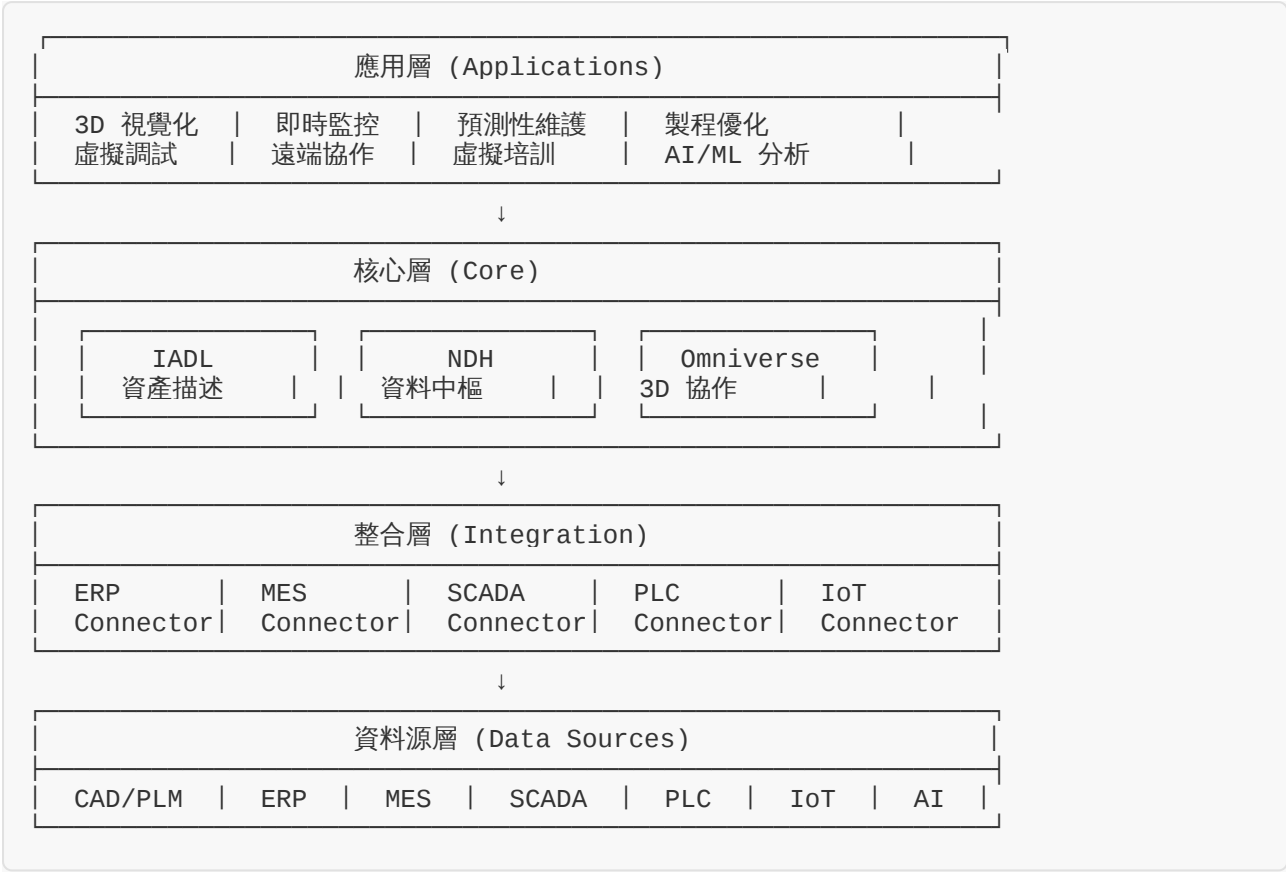 應用層 (Applications)
3D 視覺化 │ 即時監控 │ 預測性維護 │ 製程優化 │
虛擬調試 │ 遠端協作 │ 虛擬培訓 │ AI/ML 分析 │
↓
核心層 (Core)
IADL │ │ NDH │ │ Omniverse
資產描述 │ │ 資料中樞 │ │ 3D 協作
↓
整合層 (Integration)
ERP │ MES │ SCADA │ PLC │ IoT
Connector│ Connector│ Connector│ Connector│ Connector
↓
資料源層 (Data Sources)
CAD/PLM │ ERP │ MES │ SCADA │ PLC │ IoT │ AI